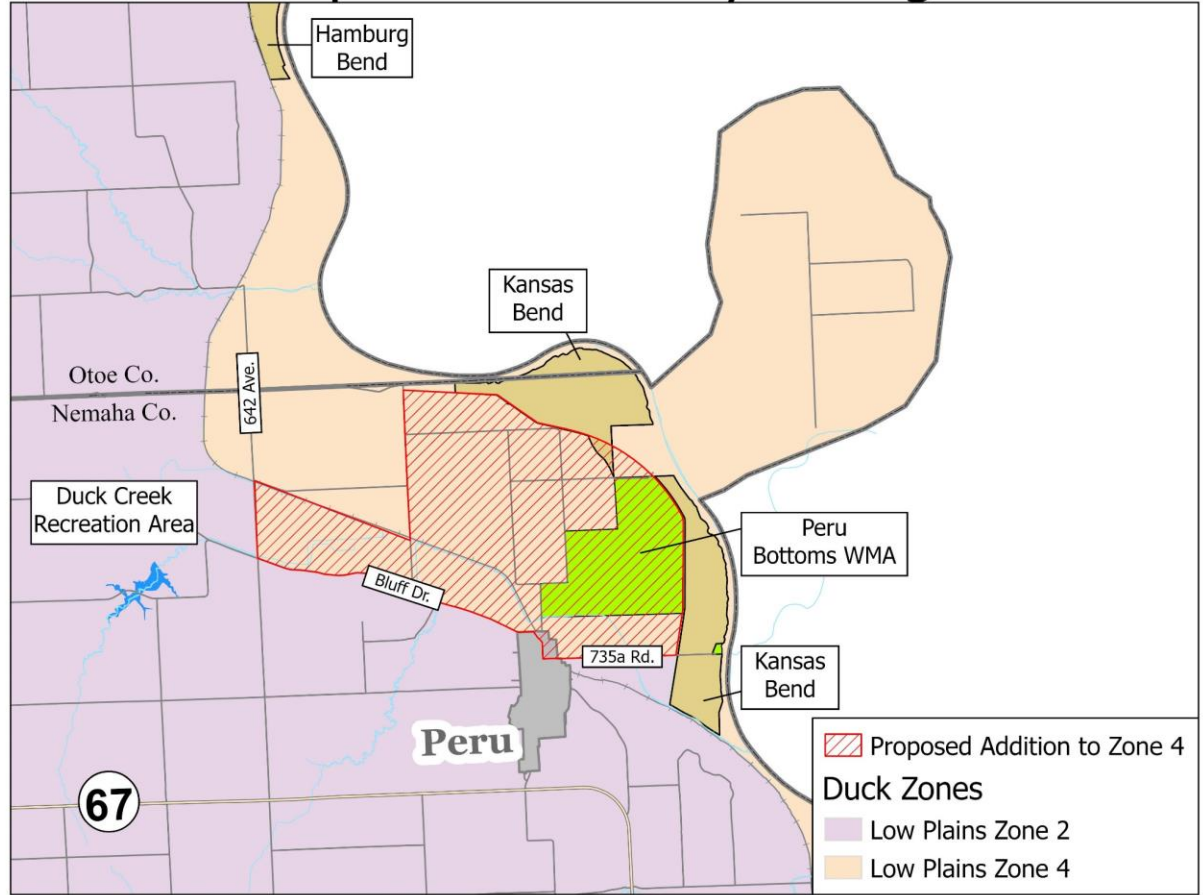 Hamburg
Bend
Kansas
Bend
Otoe Co.
Nemaha Co.
642 Ave.
Duck Creek
Recreation Area
Peru
Bottoms WMA
Bluff Dr.
735a Rd.
Kansas
Bend
Peru
67
Proposed Addition to Zone 4
Duck Zones
Low Plains Zone 2
Low Plains Zone 4